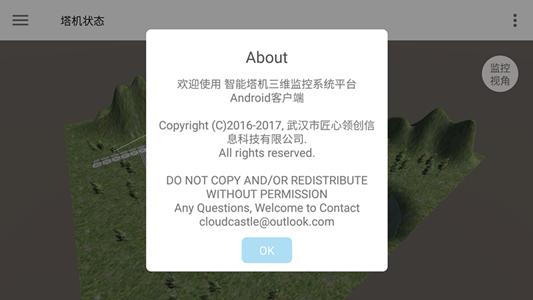 塔机状态
About
欢迎使用 智能塔机三维监控系统平台
Android客户端
Copyright (C)2016-2017, 武汉市匠心领创信
息科技有限公司.
All rights reserved.
DO NOT COPY AND/OR REDISTRIBUTE
WITHOUT PERMISSION
Any Questions, Welcome to Contact
cloudcastle@outlook.com
OK
监控
视角